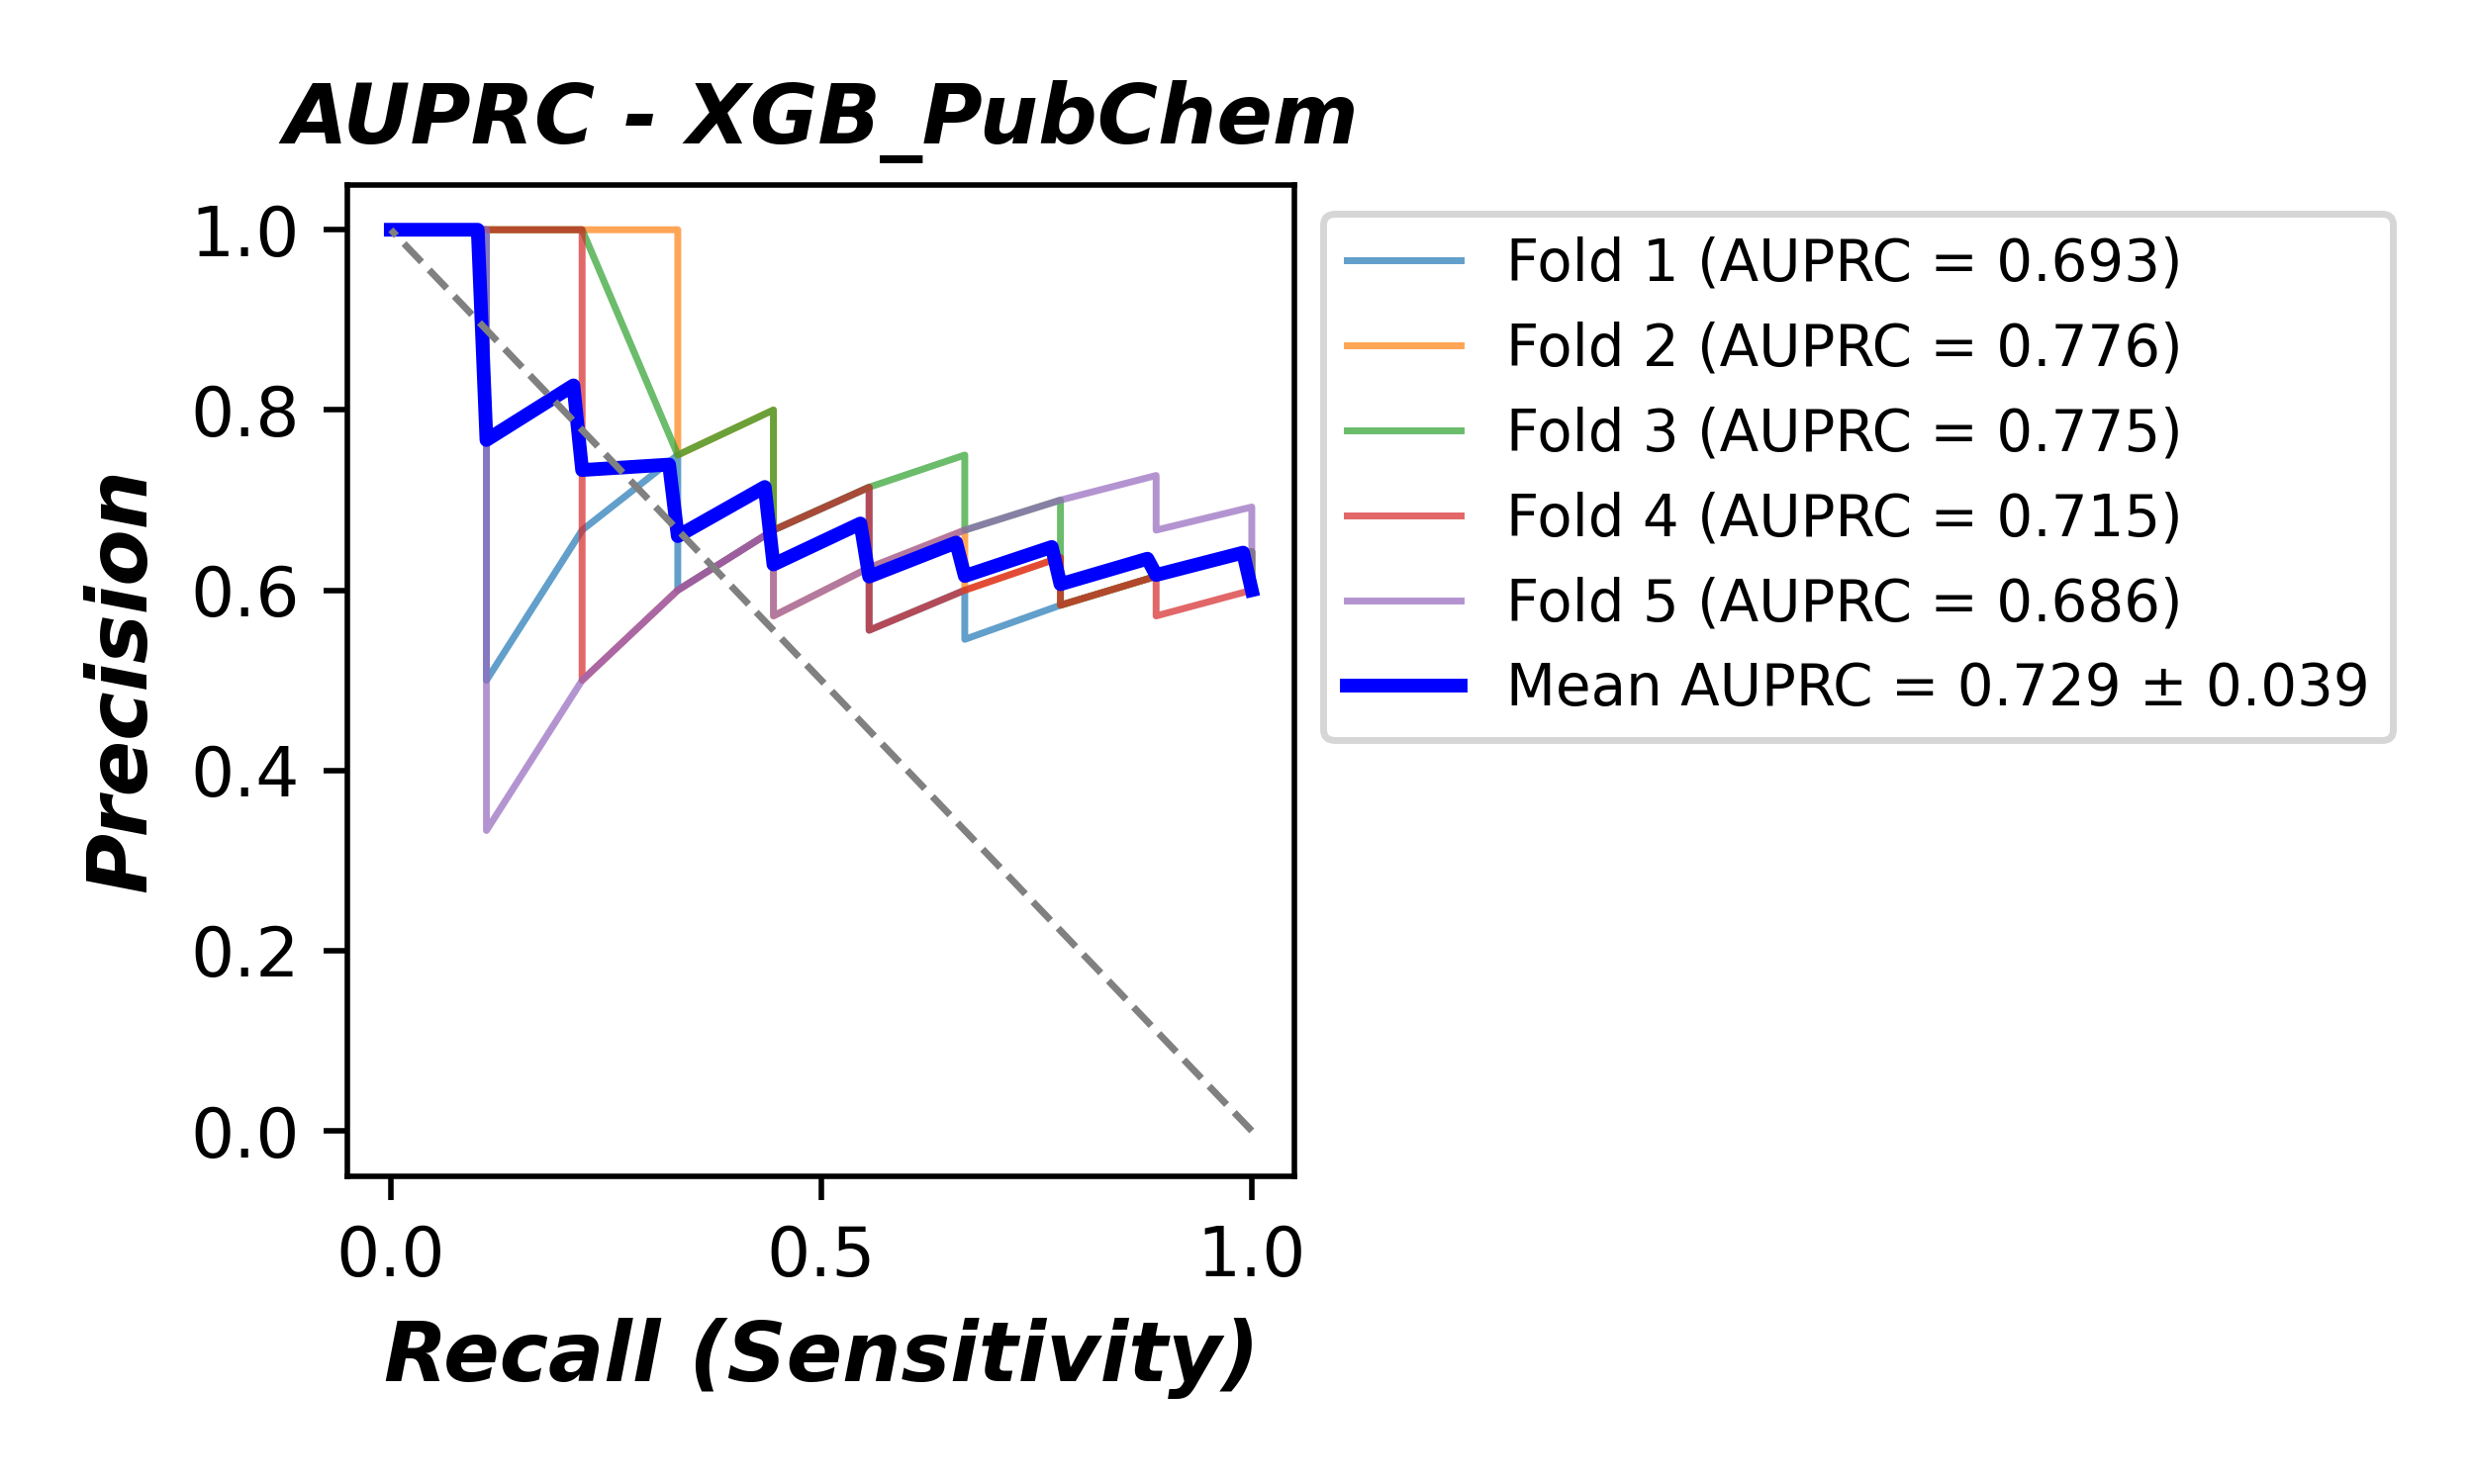 AUPRC - XGB_PubChem
Precision
1.0
0.8
0.6
0.4
0.2
0.0
0.0
0.5
1.0
Recall (Sensitivity)
Fold 1 (AUPRC = 0.693)
Fold 2 (AUPRC = 0.776)
Fold 3 (AUPRC = 0.775)
Fold 4 (AUPRC = 0.715)
Fold 5 (AUPRC = 0.686)
Mean AUPRC = 0.729 ± 0.039